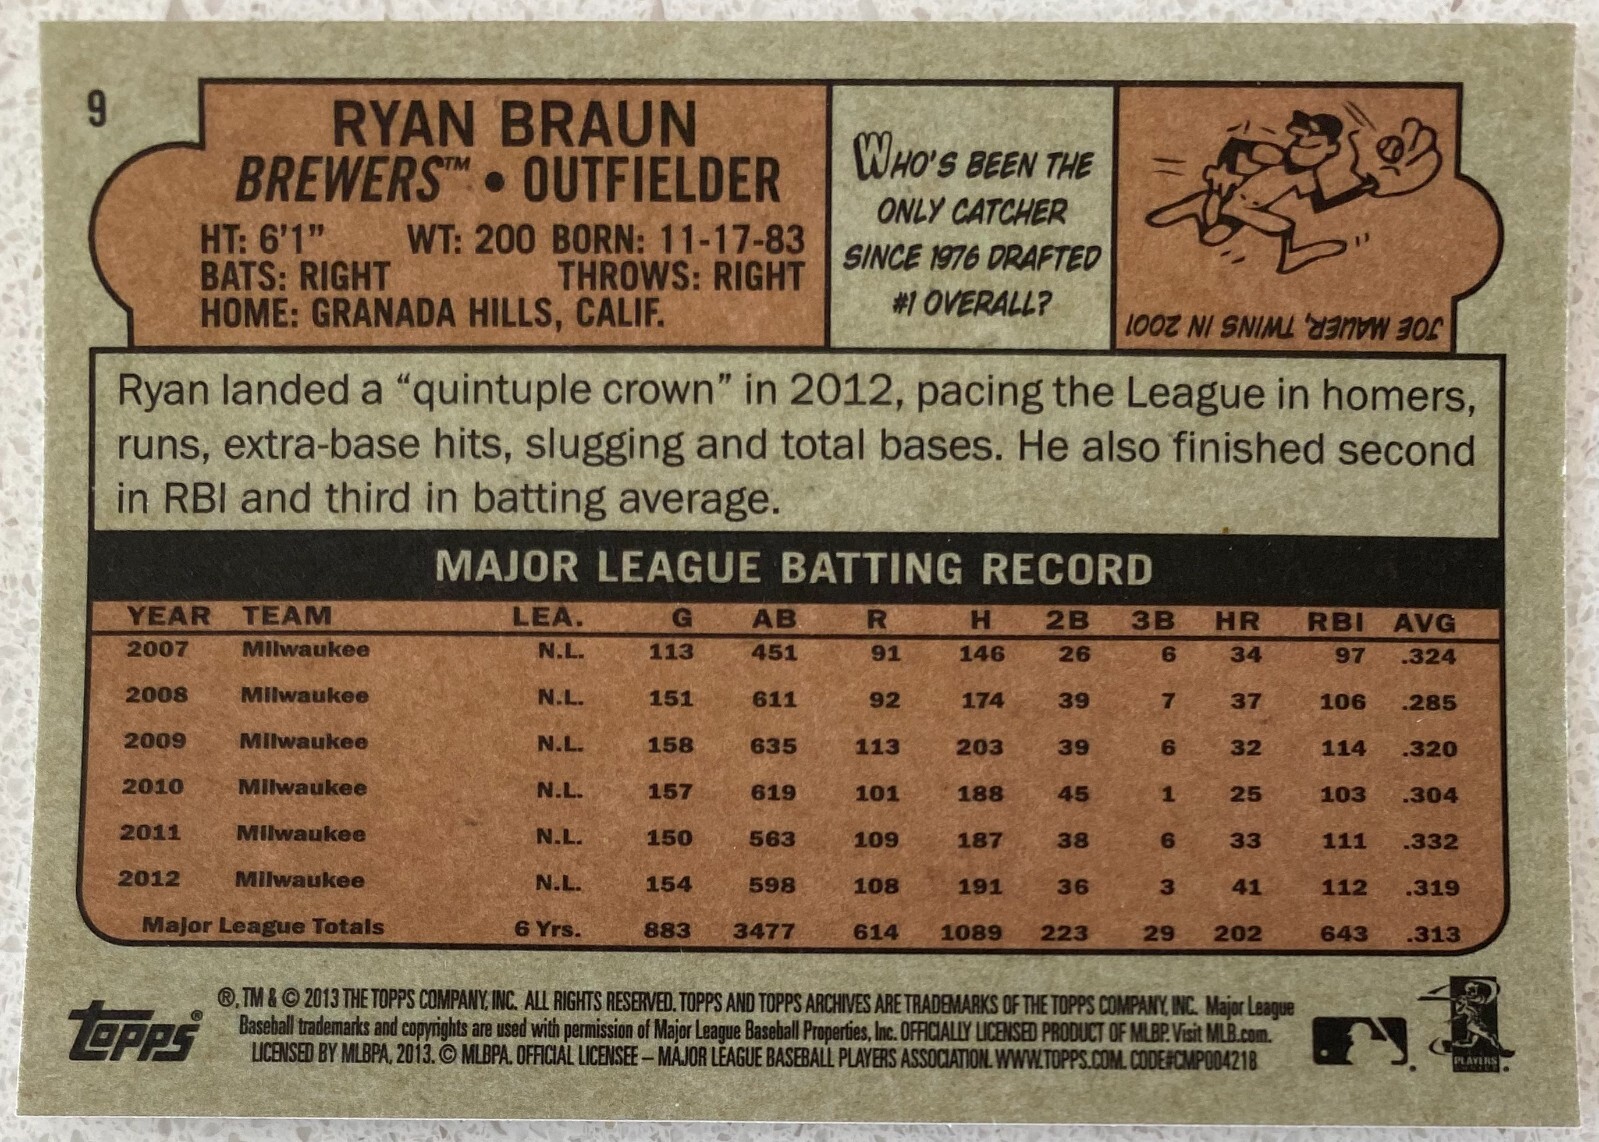 9
RYAN BRAUN
BREWERS™ • OUTFIELDER
HT: 6'1" WT: 200 BORN: 11-17-83
BATS: RIGHT THROWS: RIGHT
HOME: GRANADA HILLS, CALIF.
WHO'S BEEN THE
ONLY CATCHER
SINCE 1976 DRAFTED
#1 OVERALL?
JOE MAUER, TWINS IN 2001
Ryan landed a “quintuple crown” in 2012, pacing the League in homers,
runs, extra-base hits, slugging and total bases. He also finished second
in RBI and third in batting average.
MAJOR LEAGUE BATTING RECORD
YEAR TEAM LEA. G AB R H 2B 3B HR RBI AVG
2007 Milwaukee N.L. 113 451 91 146 26 6 34 97 .324
2008 Milwaukee N.L. 151 611 92 174 39 7 37 106 .285
2009 Milwaukee N.L. 158 635 113 203 39 6 32 114 .320
2010 Milwaukee N.L. 157 619 101 188 45 1 25 103 .304
2011 Milwaukee N.L. 150 563 109 187 38 6 33 111 .332
2012 Milwaukee N.L. 154 598 108 191 36 3 41 112 .319
Major League Totals 6 Yrs. 883 3477 614 1089 223 29 202 643 .313
Topps®
®, TM & © 2013 THE TOPPS COMPANY, INC. ALL RIGHTS RESERVED. TOPPS AND TOPPS ARCHIVES ARE TRADEMARKS OF THE TOPPS COMPANY, INC. Major League
Baseball trademarks and copyrights are used with permission of Major League Baseball Properties, Inc. OFFICIALLY LICENSED PRODUCT OF MLBP. Visit MLB.com.
LICENSED BY MLBPA, 2013. © MLBPA. OFFICIAL LICENSEE – MAJOR LEAGUE BASEBALL PLAYERS ASSOCIATION. WWW.TOPPS.COM. CODE#CMP004218
PLAYERS